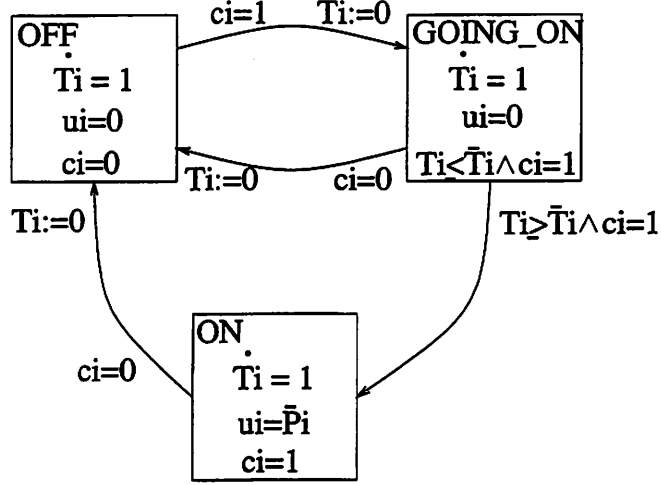 ci=1 Ti:=0
OFF
Ṫi = 1
ui=0
ci=0
GOING_ON
Ṫi = 1
ui=0
Ti≤T̄i∧ci=1
Ti:=0 ci=0
Ti:=0
Ti≥T̄i∧ci=1
ci=0
ON
Ṫi = 1
ui=P̄i
ci=1